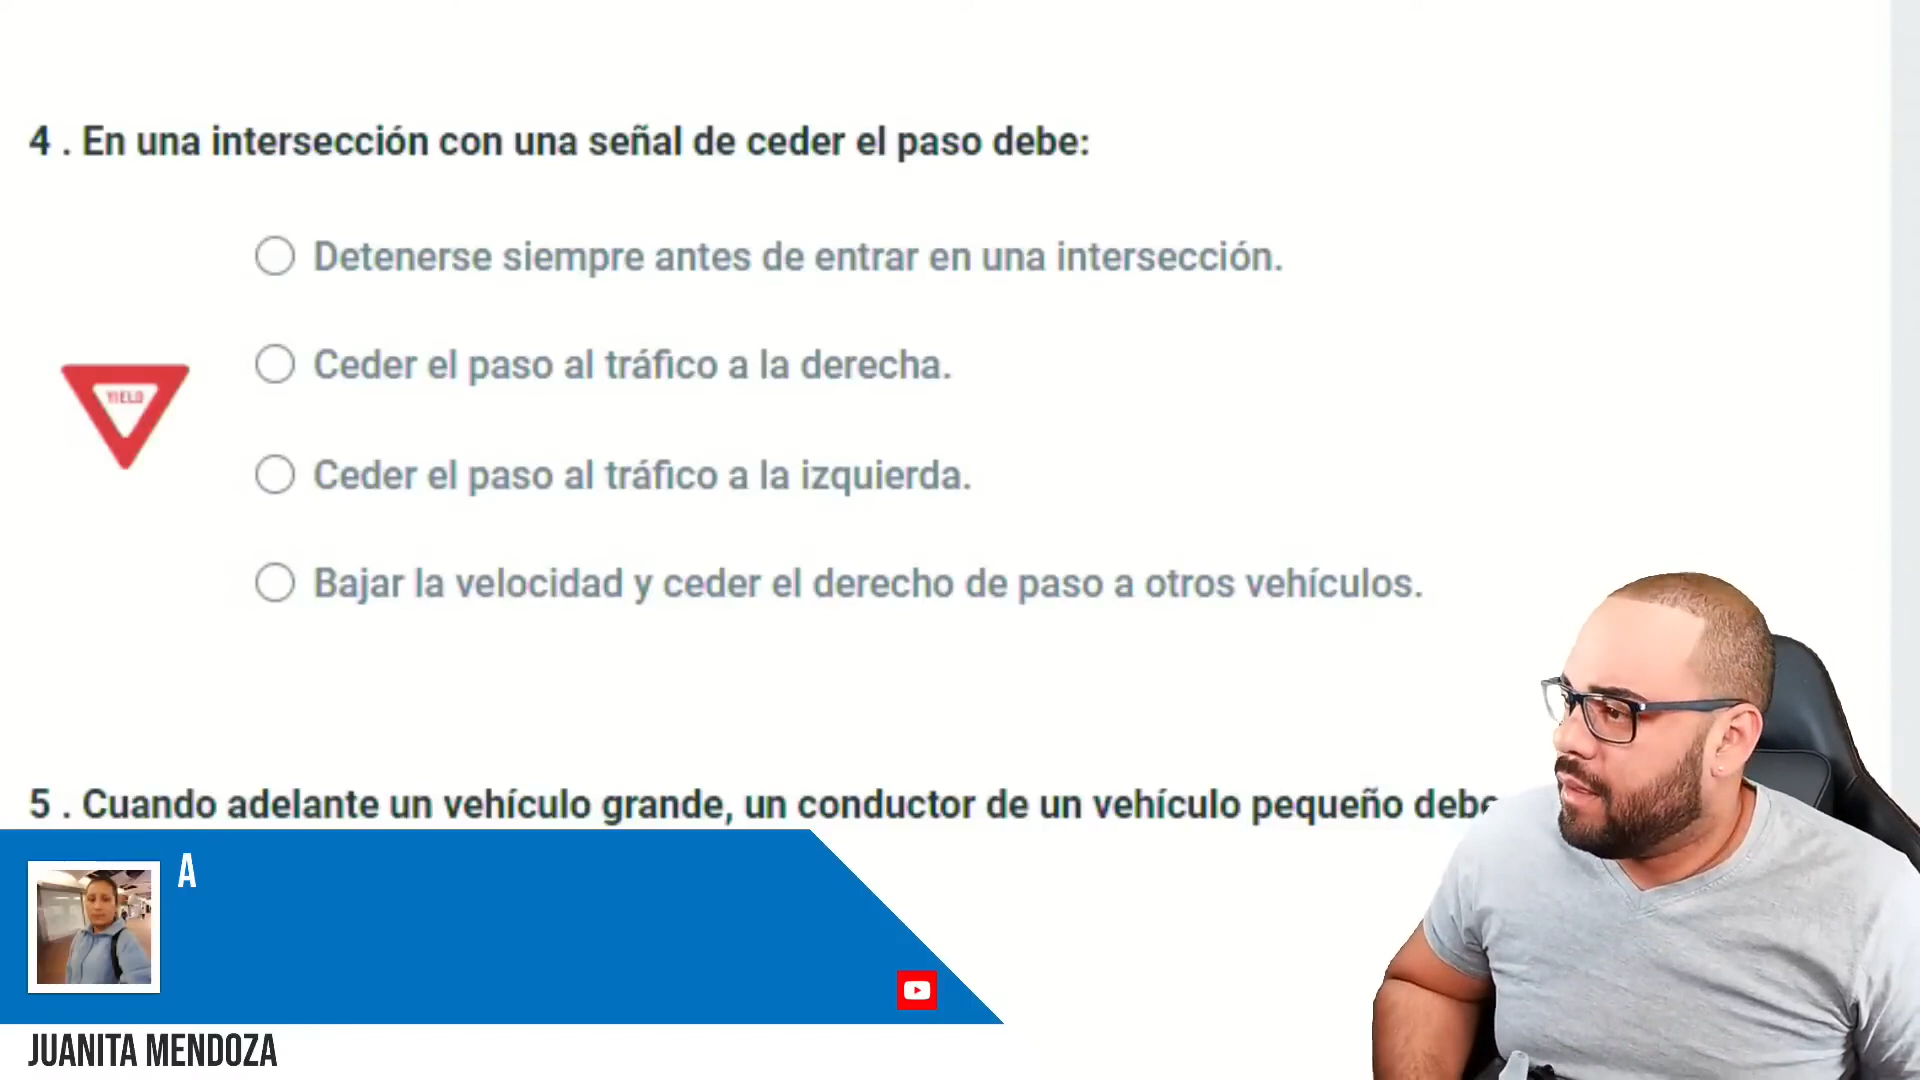 4 . En una intersección con una señal de ceder el paso debe:
Detenerse siempre antes de entrar en una intersección.
Ceder el paso al tráfico a la derecha.
YIELD
Ceder el paso al tráfico a la izquierda.
Bajar la velocidad y ceder el derecho de paso a otros vehículos.
5 . Cuando adelante un vehículo grande, un conductor de un vehículo pequeño debe
A
JUANITA MENDOZA